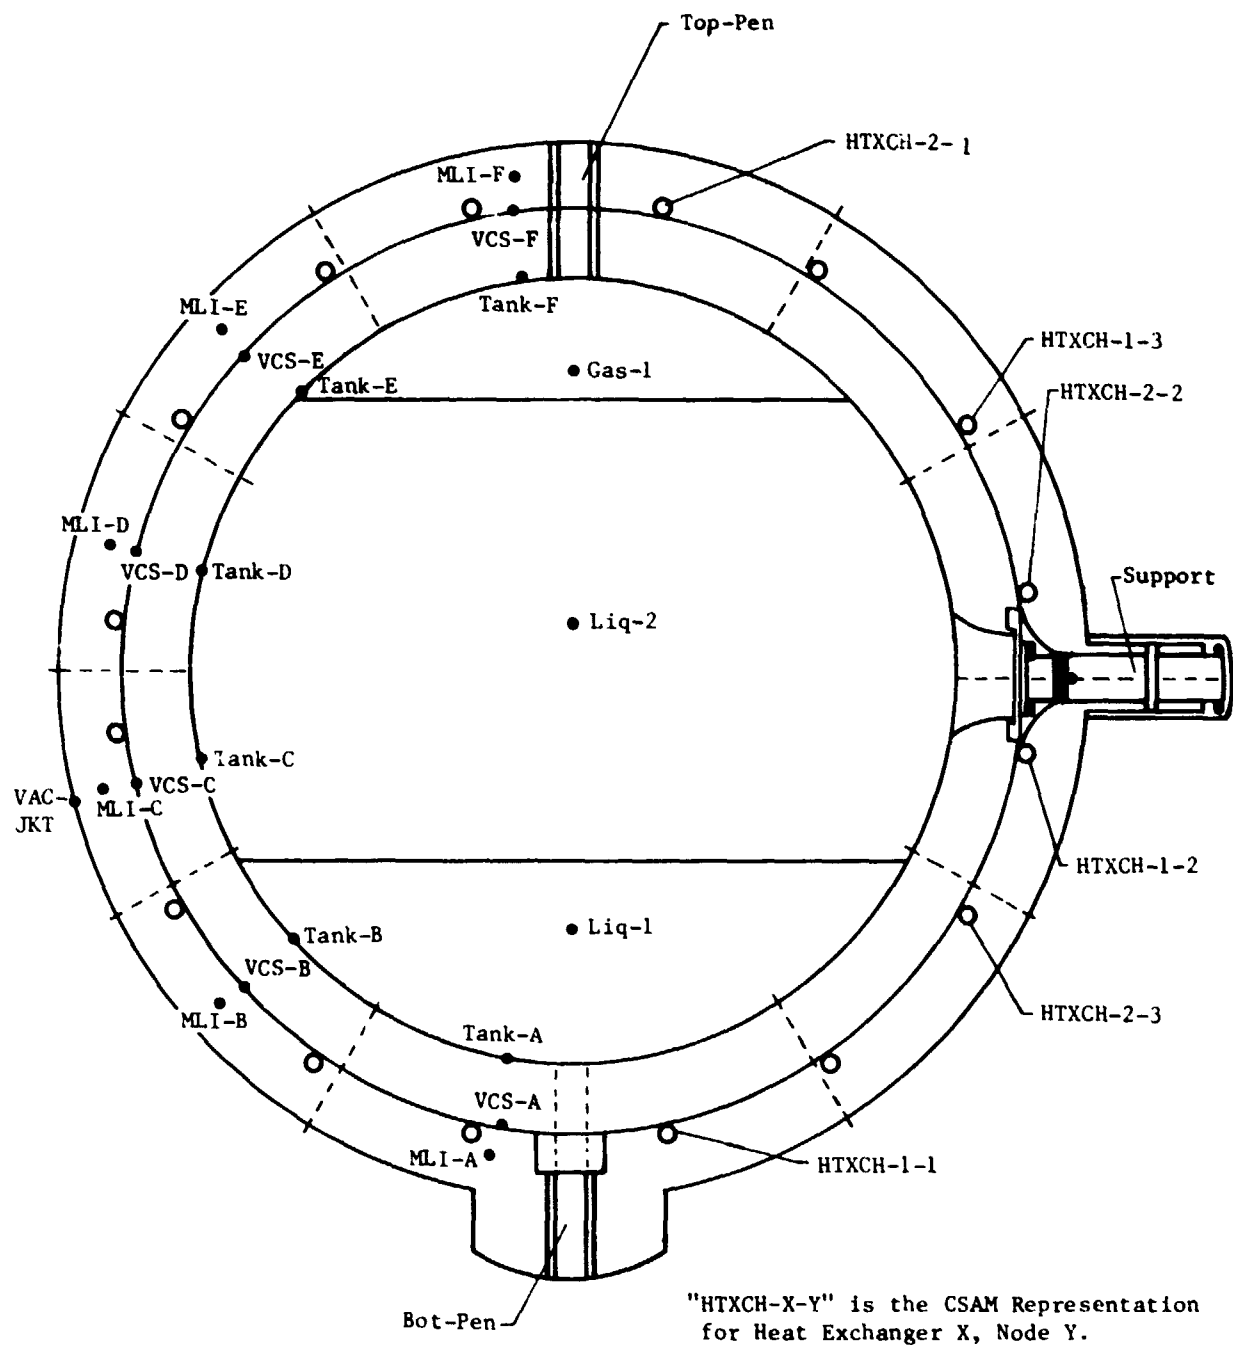 Top-Pen
HTXCH-2-1
MLI-F
VCS-F
MLI-E
Tank-F
VCS-E
HTXCH-1-3
Gas-1
Tank-E
HTXCH-2-2
MLI-D
VCS-D
Tank-D
Support
Liq-2
Tank-C
VCS-C
VAC-
JKT
MLI-C
HTXCH-1-2
Liq-1
Tank-B
VCS-B
MLI-B
HTXCH-2-3
Tank-A
VCS-A
MLI-A
HTXCH-1-1
Bot-Pen
"HTXCH-X-Y" is the CSAM Representation
for Heat Exchanger X, Node Y.